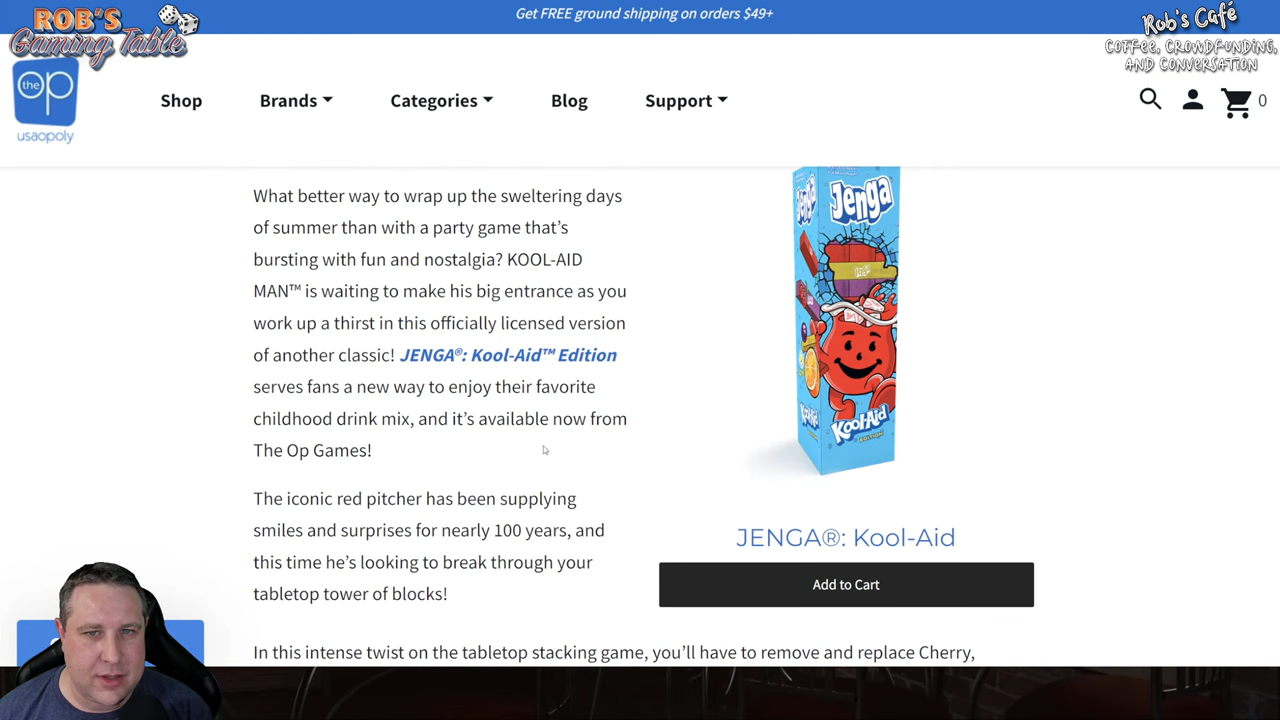 Get FREE ground shipping on orders $49+
ROB'S
Gaming Table
Rob's Café
COFFEE, CROWDFUNDING,
AND CONVERSATION
the
op
usaopoly
Shop
Brands
Categories
Blog
Support
0
What better way to wrap up the sweltering days
of summer than with a party game that’s
bursting with fun and nostalgia? KOOL-AID
MAN™ is waiting to make his big entrance as you
work up a thirst in this officially licensed version
of another classic! JENGA®: Kool-Aid™ Edition
serves fans a new way to enjoy their favorite
childhood drink mix, and it’s available now from
The Op Games!
The iconic red pitcher has been supplying
smiles and surprises for nearly 100 years, and
this time he’s looking to break through your
tabletop tower of blocks!
Jenga
Jenga
Kool-Aid
Kool-Aid
EDITION
JENGA®: Kool-Aid
Add to Cart
In this intense twist on the tabletop stacking game, you’ll have to remove and replace Cherry,